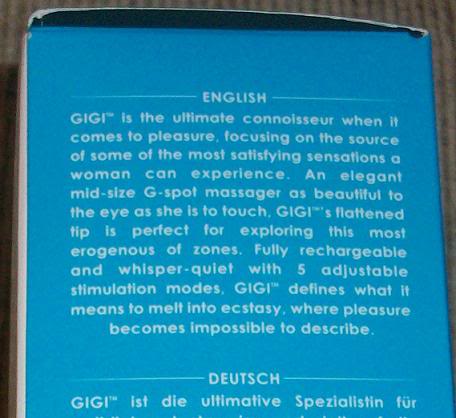 ENGLISH
GIGI™ is the ultimate connoisseur when it
comes to pleasure, focusing on the source
of some of the most satisfying sensations a
woman can experience. An elegant
mid-size G-spot massager as beautiful to
the eye as she is to touch, GIGI™'s flattened
tip is perfect for exploring this most
erogenous of zones. Fully rechargeable
and whisper-quiet with 5 adjustable
stimulation modes, GIGI™ defines what it
means to melt into ecstasy, where pleasure
becomes impossible to describe.
DEUTSCH
GIGI™ ist die ultimative Spezialistin für